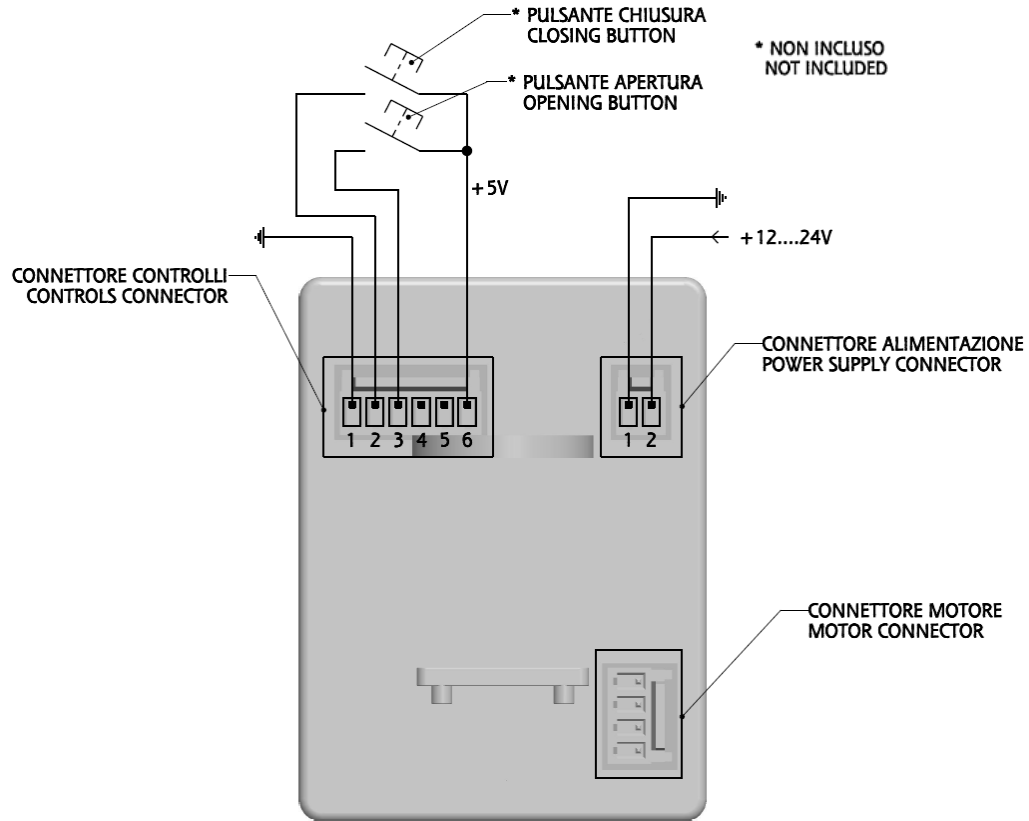 * PULSANTE CHIUSURA
CLOSING BUTTON
* NON INCLUSO
NOT INCLUDED
* PULSANTE APERTURA
OPENING BUTTON
+5V
+12....24V
CONNETTORE CONTROLLI
CONTROLS CONNECTOR
CONNETTORE ALIMENTAZIONE
POWER SUPPLY CONNECTOR
1 2 3 4 5 6
1 2
CONNETTORE MOTORE
MOTOR CONNECTOR